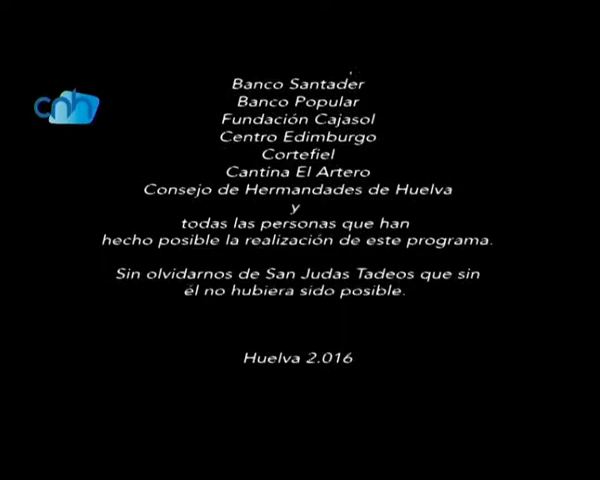 cnh
Banco Santader
Banco Popular
Fundación Cajasol
Centro Edimburgo
Cortefiel
Cantina El Artero
Consejo de Hermandades de Huelva
y
todas las personas que han
hecho posible la realización de este programa.
Sin olvidarnos de San Judas Tadeos que sin
él no hubiera sido posible.
Huelva 2.016